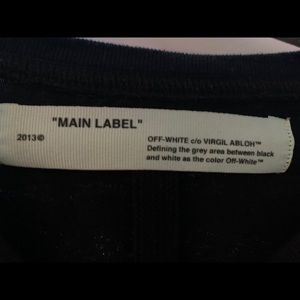 "MAIN LABEL"
2013©
OFF-WHITE c/o VIRGIL ABLOH™
Defining the grey area between black
and white as the color Off-White™